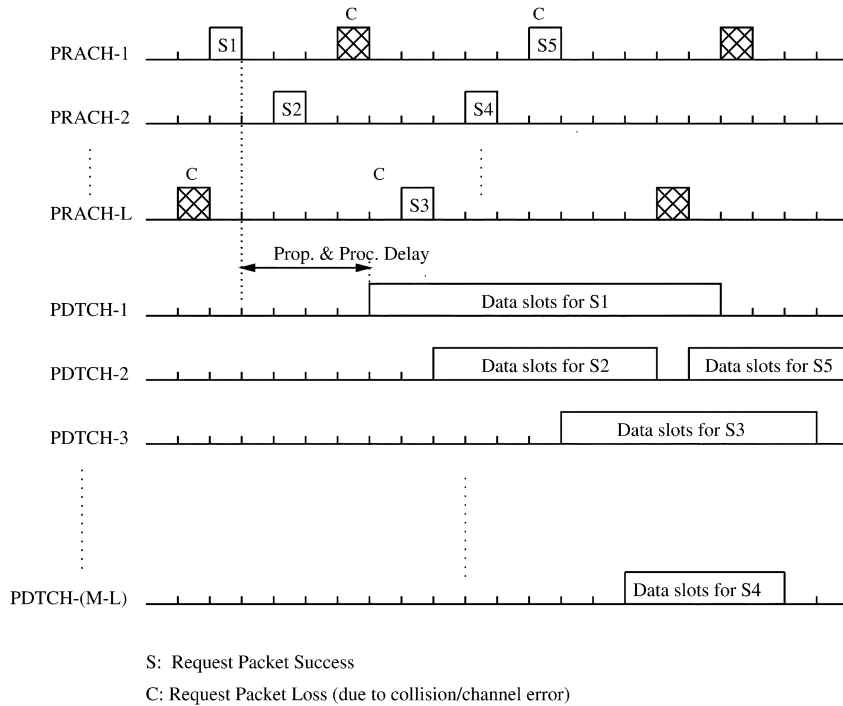 C
C
PRACH-1
S1
S5
PRACH-2
S2
S4
C
C
PRACH-L
S3
Prop. & Proc. Delay
PDTCH-1
Data slots for S1
PDTCH-2
Data slots for S2
Data slots for S5
PDTCH-3
Data slots for S3
PDTCH-(M-L)
Data slots for S4
S: Request Packet Success
C: Request Packet Loss (due to collision/channel error)